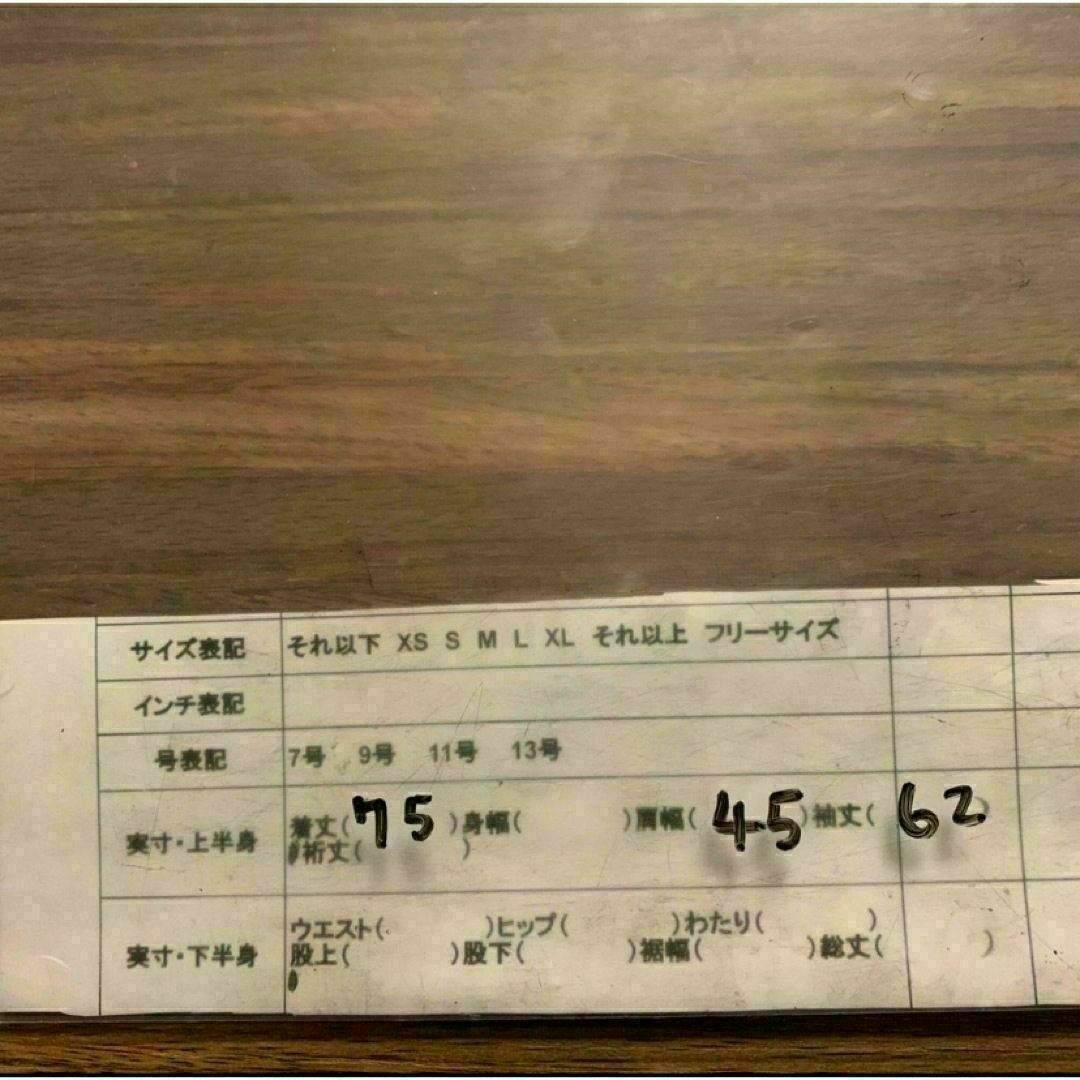 サイズ表記 それ以下 XS S M L XL それ以上 フリーサイズ
インチ表記
号表記 7号 9号 11号 13号
実寸・上半身 着丈(75)身幅( )肩幅(45)袖丈(62)
裄丈( )
実寸・下半身 ウエスト( )ヒップ( )わたり( )
股上( )股下( )裾幅( )総丈( )